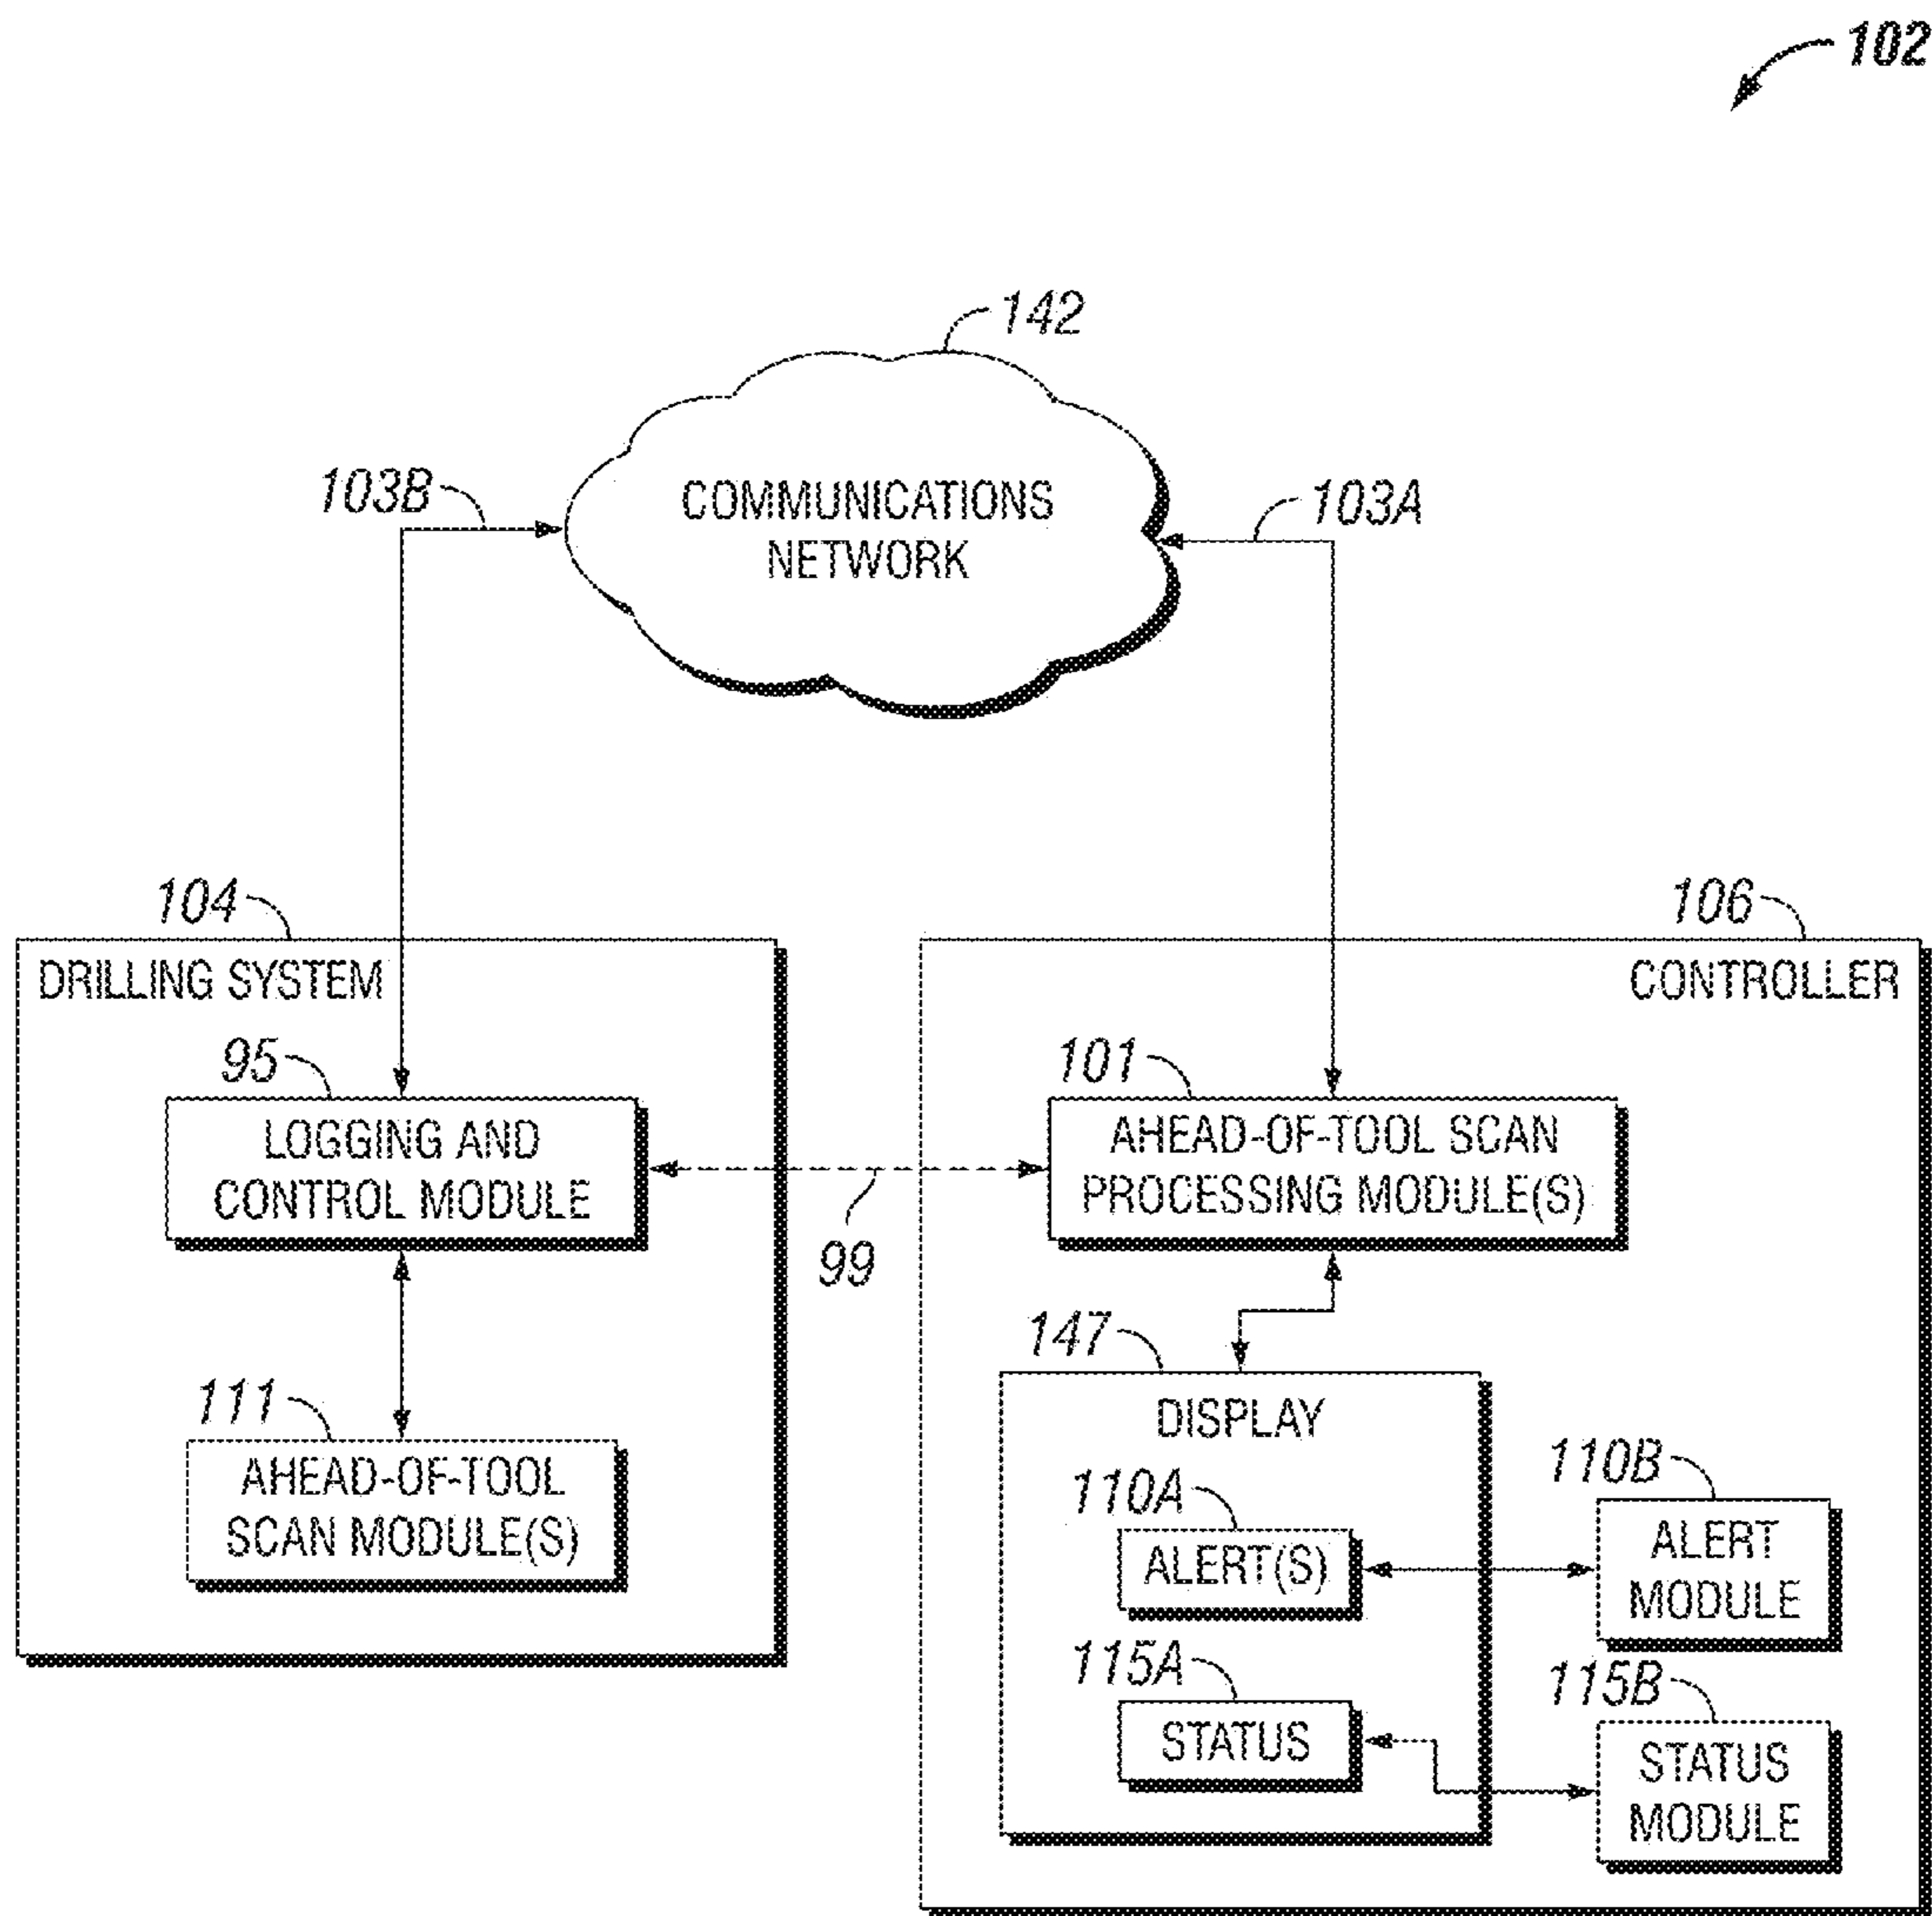 102
142
103B
COMMUNICATIONS
NETWORK
103A
104
DRILLING SYSTEM
106
CONTROLLER
95
LOGGING AND
CONTROL MODULE
99
101
AHEAD-OF-TOOL SCAN
PROCESSING MODULE(S)
111
AHEAD-OF-TOOL
SCAN MODULE(S)
147
DISPLAY
110A
ALERT(S)
110B
ALERT
MODULE
115A
STATUS
115B
STATUS
MODULE